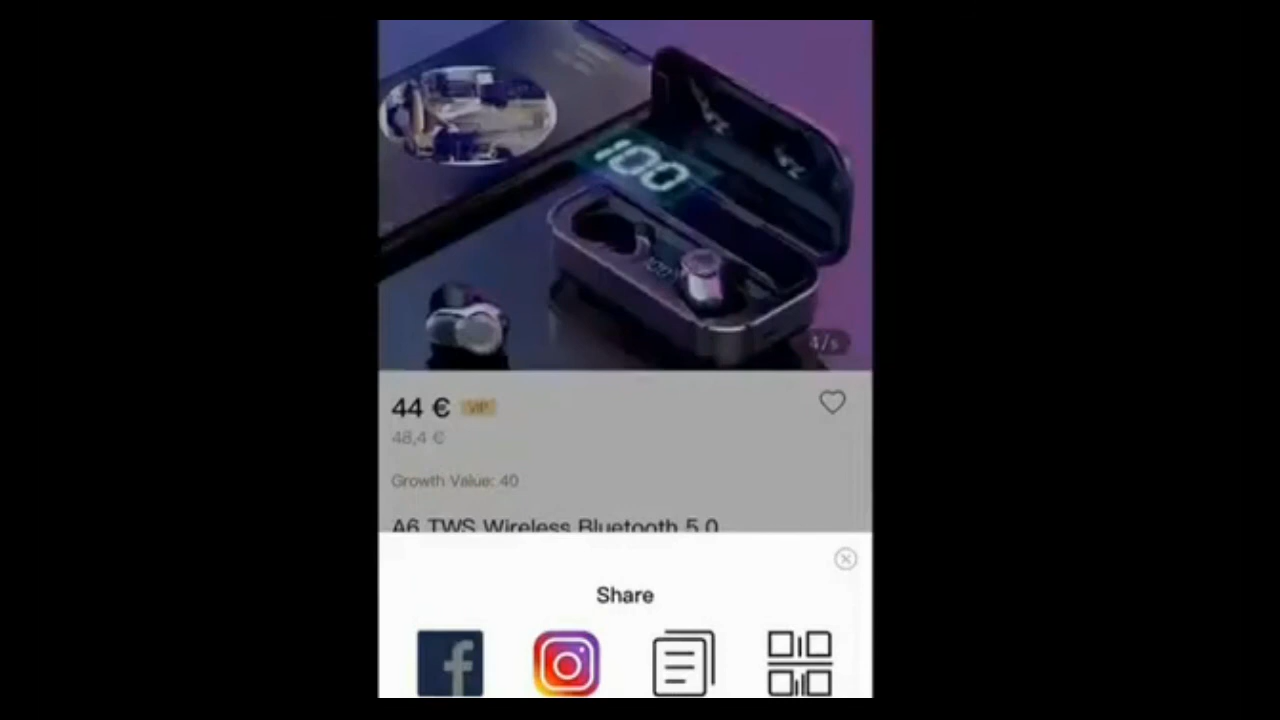 100
4/5
44 € VIP
48,4 €
Growth Value: 40
A6 TWS Wireless Bluetooth 5.0
Share